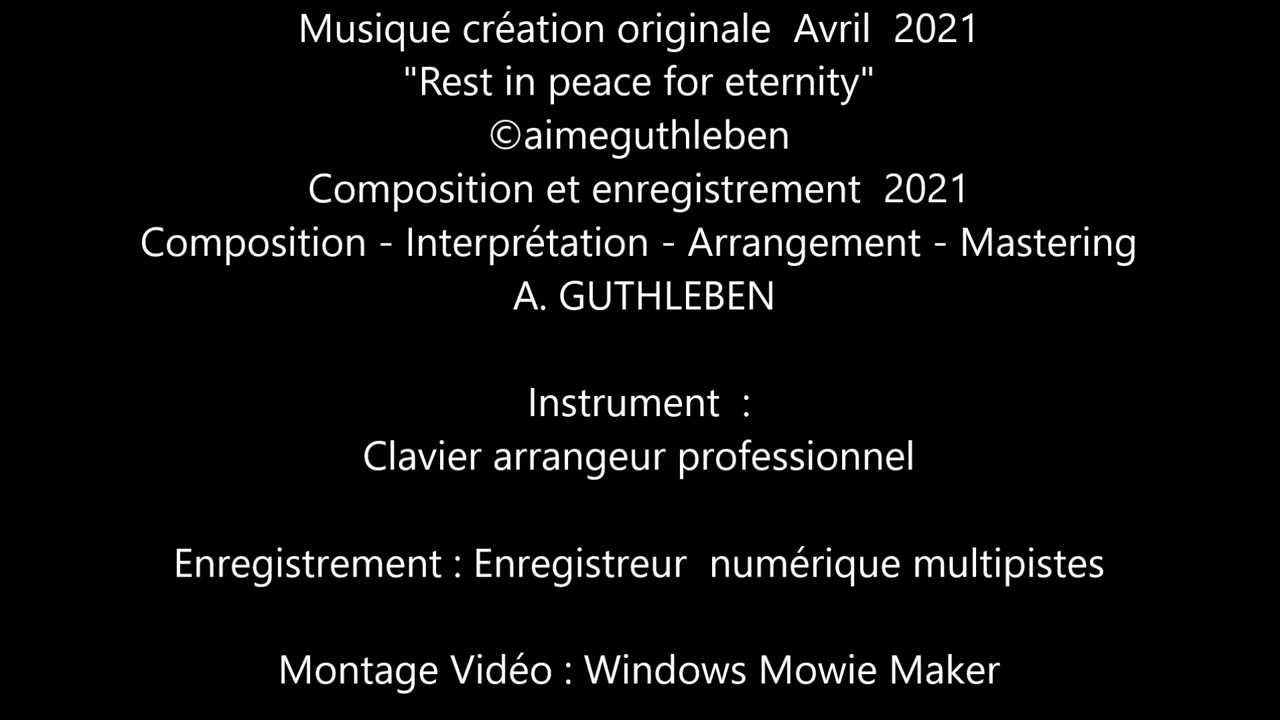 Musique création originale  Avril  2021
"Rest in peace for eternity"
©aimeguthleben
Composition et enregistrement  2021
Composition - Interprétation - Arrangement - Mastering
A. GUTHLEBEN
Instrument  :
Clavier arrangeur professionnel
Enregistrement : Enregistreur  numérique multipistes
Montage Vidéo : Windows Mowie Maker